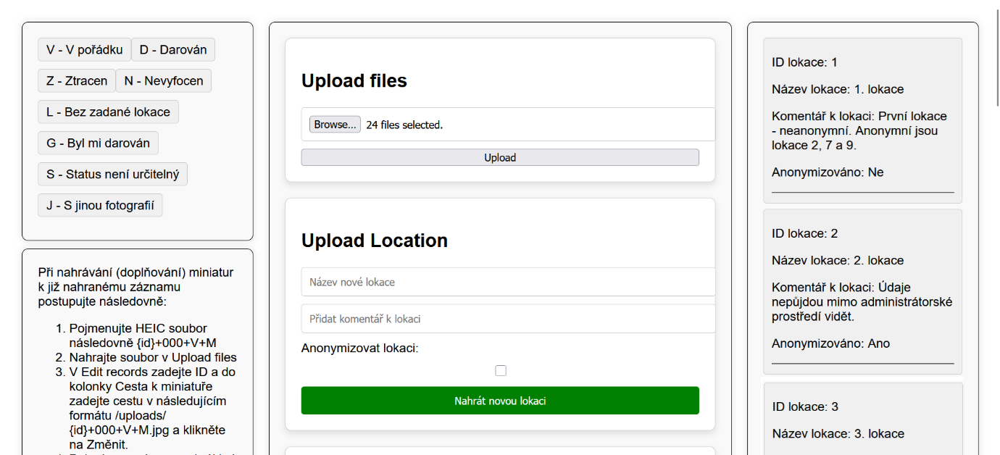 V - V pořádku
D - Darován
Z - Ztracen
N - Nevyfocen
L - Bez zadané lokace
G - Byl mi darován
S - Status není určitelný
J - S jinou fotografií
Při nahrávání (doplňování) miniatur
k již nahranému záznamu
postupujte následovně:
1. Pojmenujte HEIC soubor
následovně {id}+000+V+M
2. Nahrajte soubor v Upload files
3. V Edit records zadejte ID a do
kolonky Cesta k miniatuře
zadejte cestu v následujícím
formátu /uploads/
{id}+000+V+M.jpg a klikněte
na Změnit.
Upload files
Browse... 24 files selected.
Upload
Upload Location
Název nové lokace
Přidat komentář k lokaci
Anonymizovat lokaci:
Nahrát novou lokaci
ID lokace: 1
Název lokace: 1. lokace
Komentář k lokaci: První lokace
- neanonymní. Anonymní jsou
lokace 2, 7 a 9.
Anonymizováno: Ne
ID lokace: 2
Název lokace: 2. lokace
Komentář k lokaci: Údaje
nepůjdou mimo administrátorské
prostředí vidět.
Anonymizováno: Ano
ID lokace: 3
Název lokace: 3. lokace